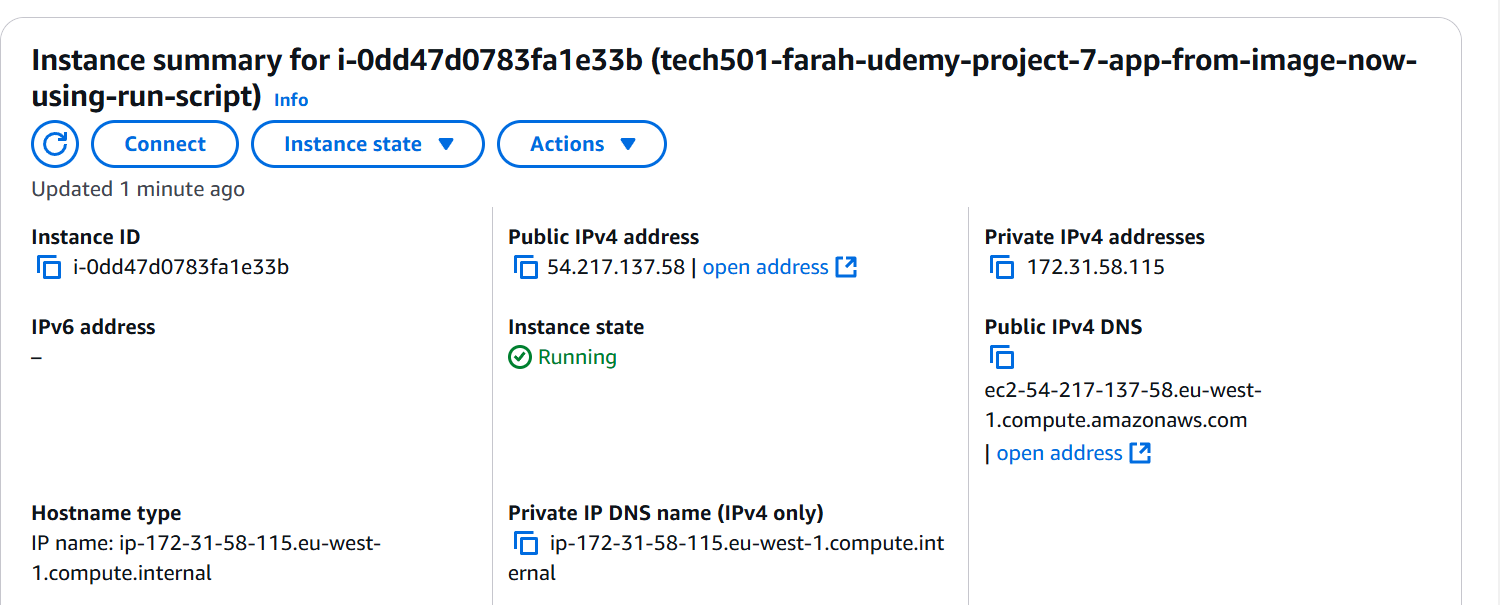 Instance summary for i-0dd47d0783fa1e33b (tech501-farah-udemy-project-7-app-from-image-now-
using-run-script) Info
Connect Instance state Actions
Updated 1 minute ago
Instance ID
i-0dd47d0783fa1e33b
Public IPv4 address
54.217.137.58 | open address
Private IPv4 addresses
172.31.58.115
IPv6 address
–
Instance state
Running
Public IPv4 DNS
ec2-54-217-137-58.eu-west-
1.compute.amazonaws.com
| open address
Hostname type
IP name: ip-172-31-58-115.eu-west-
1.compute.internal
Private IP DNS name (IPv4 only)
ip-172-31-58-115.eu-west-1.compute.int
ernal